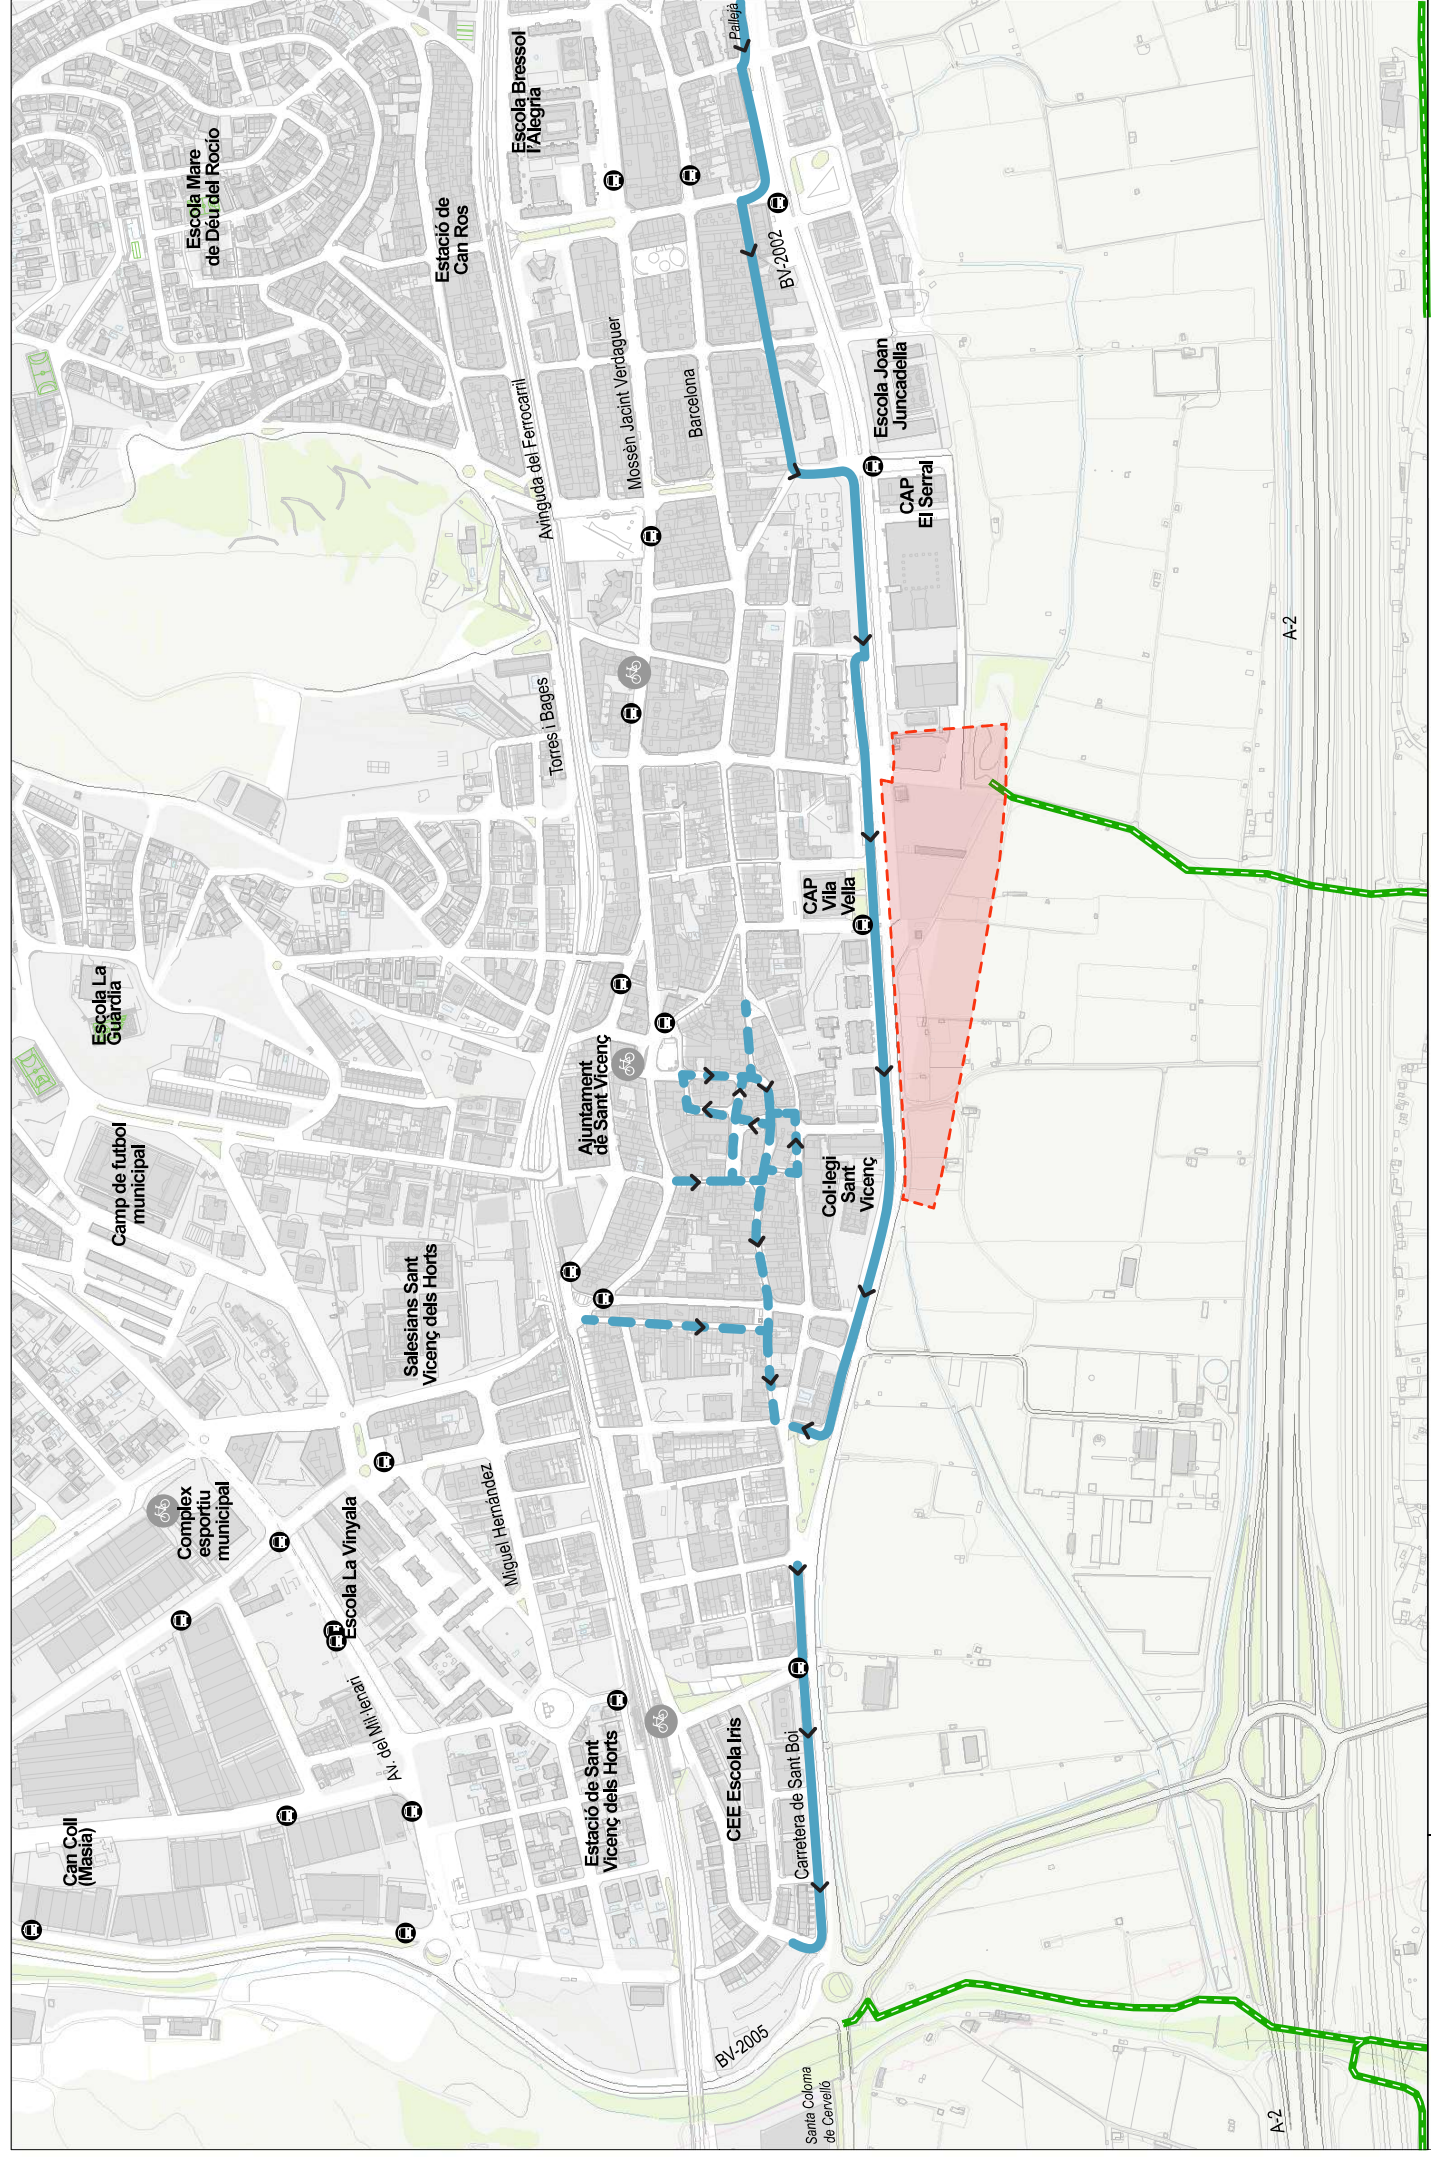 Pallejà
Escola Bressol
l'Alegria
Escola Mare
de Déu del Rocío
Estació de
Can Ros
BV-2002
Mossèn Jacint Verdaguer
Barcelona
Avinguda del Ferrocarril
Escola Joan
Juncadella
CAP
El Serral
A-2
Torres i Bages
CAP
Vila
Vella
Escola La
Guàrdia
Ajuntament
de Sant Vicenç
Camp de futbol
municipal
Col·legi
Sant
Vicenç
Salesians Sant
Vicenç dels Horts
Complex
esportiu
municipal
Escola La Vinyala
Miguel Hernández
Av. del Mil·lenari
Estació de Sant
Vicenç dels Horts
CEE Escola Iris
Carretera de Sant Boi
Can Coll
(Masia)
BV-2005
Santa Coloma
de Cervelló
A-2